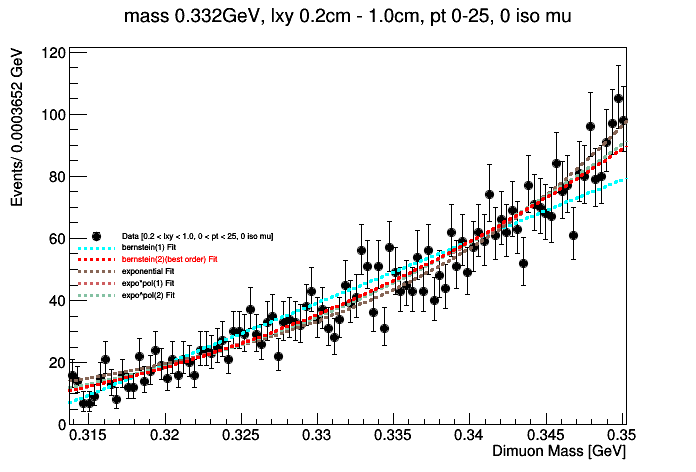 mass 0.332GeV, lxy 0.2cm - 1.0cm, pt 0-25, 0 iso mu
Events/ 0.0003652 GeV
120
100
80
60
40
20
0
Data [0.2 < lxy < 1.0, 0 < pt < 25, 0 iso mu]
bernstein(1) Fit
bernstein(2)(best order) Fit
exponential Fit
expo*pol(1) Fit
expo*pol(2) Fit
0.315 0.32 0.325 0.33 0.335 0.34 0.345 0.35
Dimuon Mass [GeV]